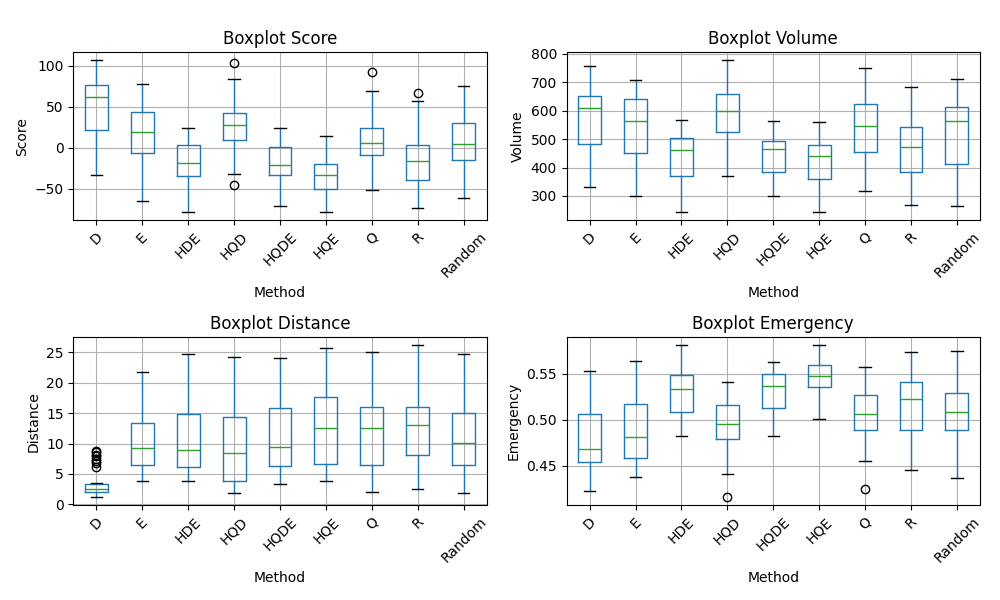 Boxplot Score
Score
100
50
0
−50
D E HDE HQD HQDE HQE Q R Random
Method
Boxplot Volume
Volume
800
700
600
500
400
300
D E HDE HQD HQDE HQE Q R Random
Method
Boxplot Distance
Distance
25
20
15
10
5
0
D E HDE HQD HQDE HQE Q R Random
Method
Boxplot Emergency
Emergency
0.55
0.50
0.45
D E HDE HQD HQDE HQE Q R Random
Method